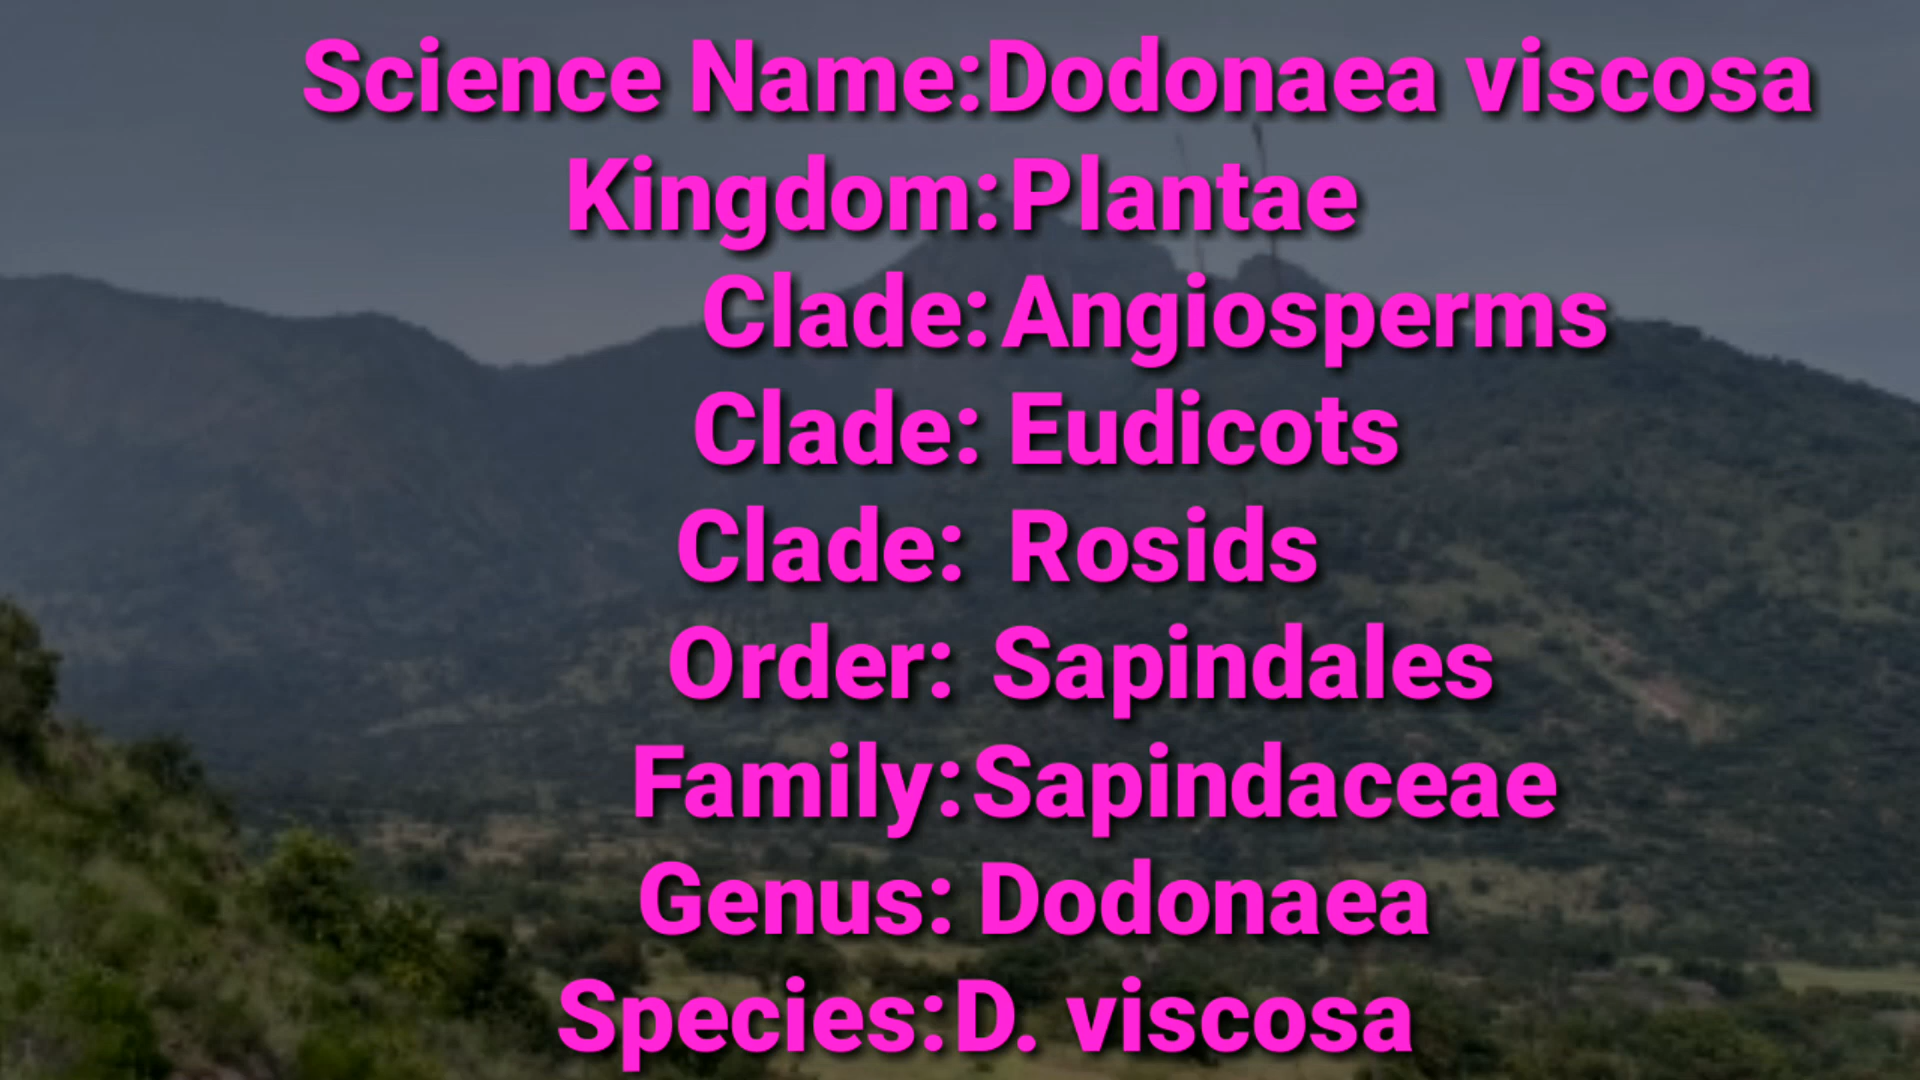 Science Name:Dodonaea viscosa
Kingdom:Plantae
Clade:Angiosperms
Clade: Eudicots
Clade: Rosids
Order: Sapindales
Family:Sapindaceae
Genus: Dodonaea
Species:D. viscosa